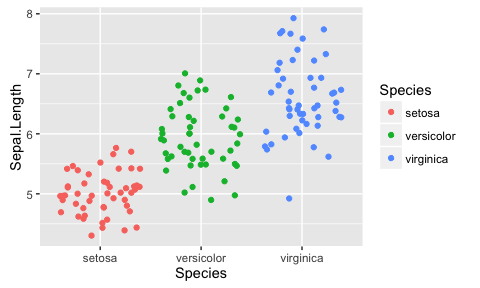 8
7
6
5
Sepal.Length
setosa
versicolor
virginica
Species
Species
setosa
versicolor
virginica